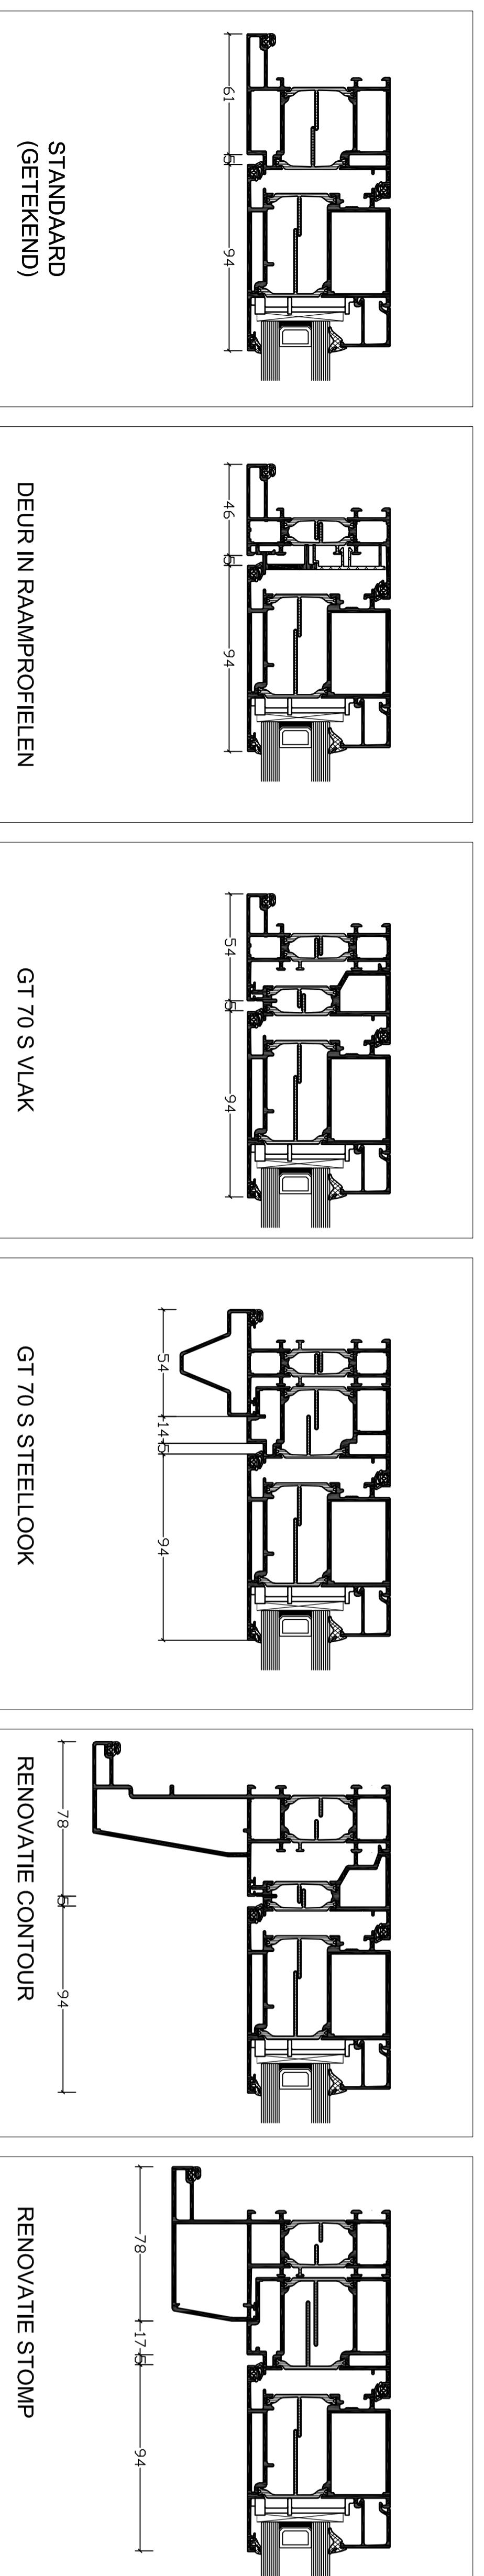 61
5
94
STANDAARD
(GETEKEND)
46
5
94
DEUR IN RAAMPROFIELEN
54
5
94
GT 70 S VLAK
54
14
5
94
GT 70 S STEELLOOK
78
5
94
RENOVATIE CONTOUR
78
17
5
94
RENOVATIE STOMP